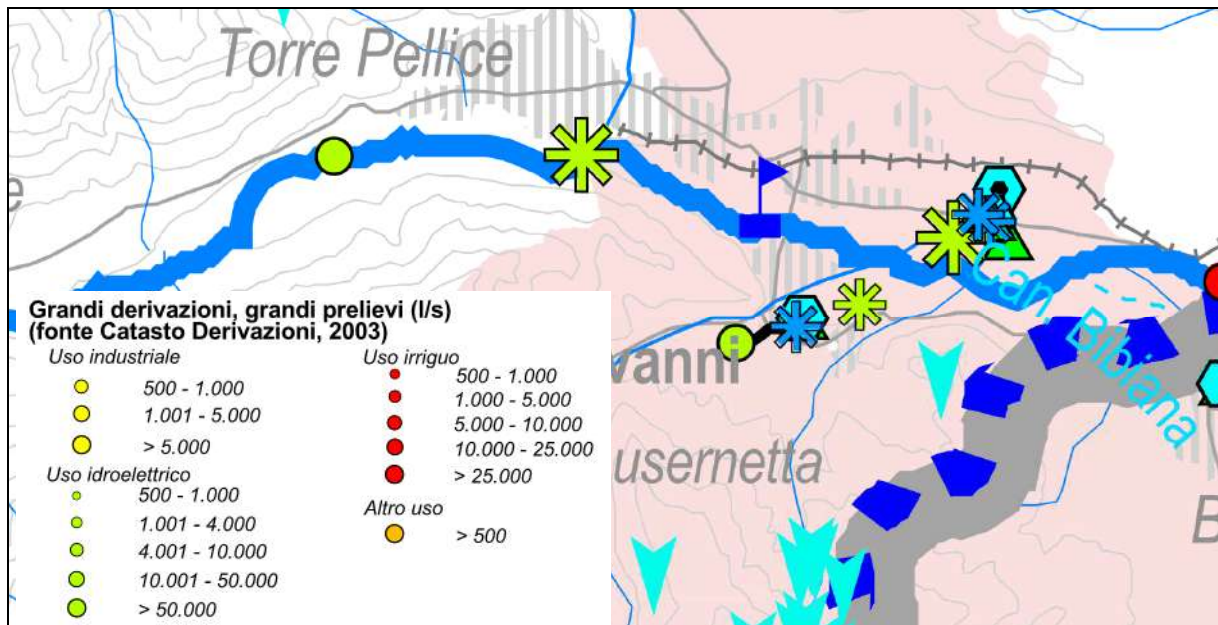 Torre Pellice
e
Can. Bibiana
vanni
usernetta
B
Grandi derivazioni, grandi prelievi (l/s)
(fonte Catasto Derivazioni, 2003)
Uso industriale
500 - 1.000
1.001 - 5.000
> 5.000
Uso idroelettrico
500 - 1.000
1.001 - 4.000
4.001 - 10.000
10.001 - 50.000
> 50.000
Uso irriguo
500 - 1.000
1.000 - 5.000
5.000 - 10.000
10.000 - 25.000
> 25.000
Altro uso
> 500